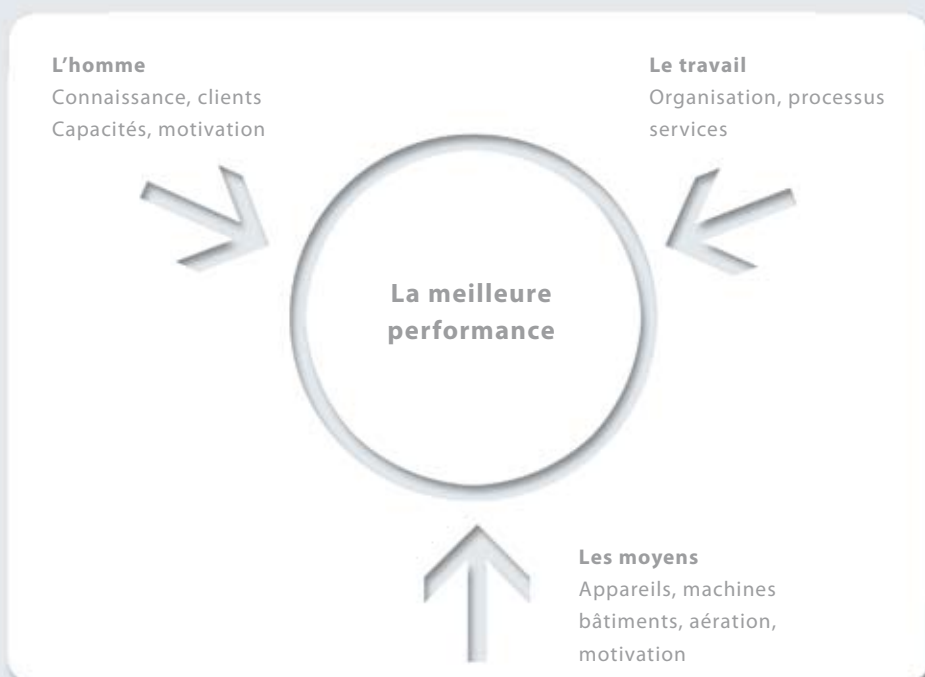 L'homme
Connaissance, clients
Capacités, motivation
Le travail
Organisation, processus
services
La meilleure
performance
Les moyens
Appareils, machines
bâtiments, aération,
motivation